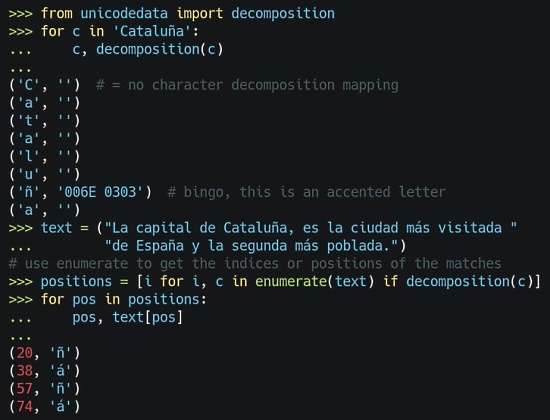 >>> from unicodedata import decomposition
>>> for c in 'Cataluña':
...     c, decomposition(c)
...
('C', '')  # = no character decomposition mapping
('a', '')
('t', '')
('a', '')
('l', '')
('u', '')
('ñ', '006E 0303')  # bingo, this is an accented letter
('a', '')
>>> text = ("La capital de Cataluña, es la ciudad más visitada "
...         "de España y la segunda más poblada.")
# use enumerate to get the indices or positions of the matches
>>> positions = [i for i, c in enumerate(text) if decomposition(c)]
>>> for pos in positions:
...     pos, text[pos]
...
(20, 'ñ')
(38, 'á')
(57, 'ñ')
(74, 'á')